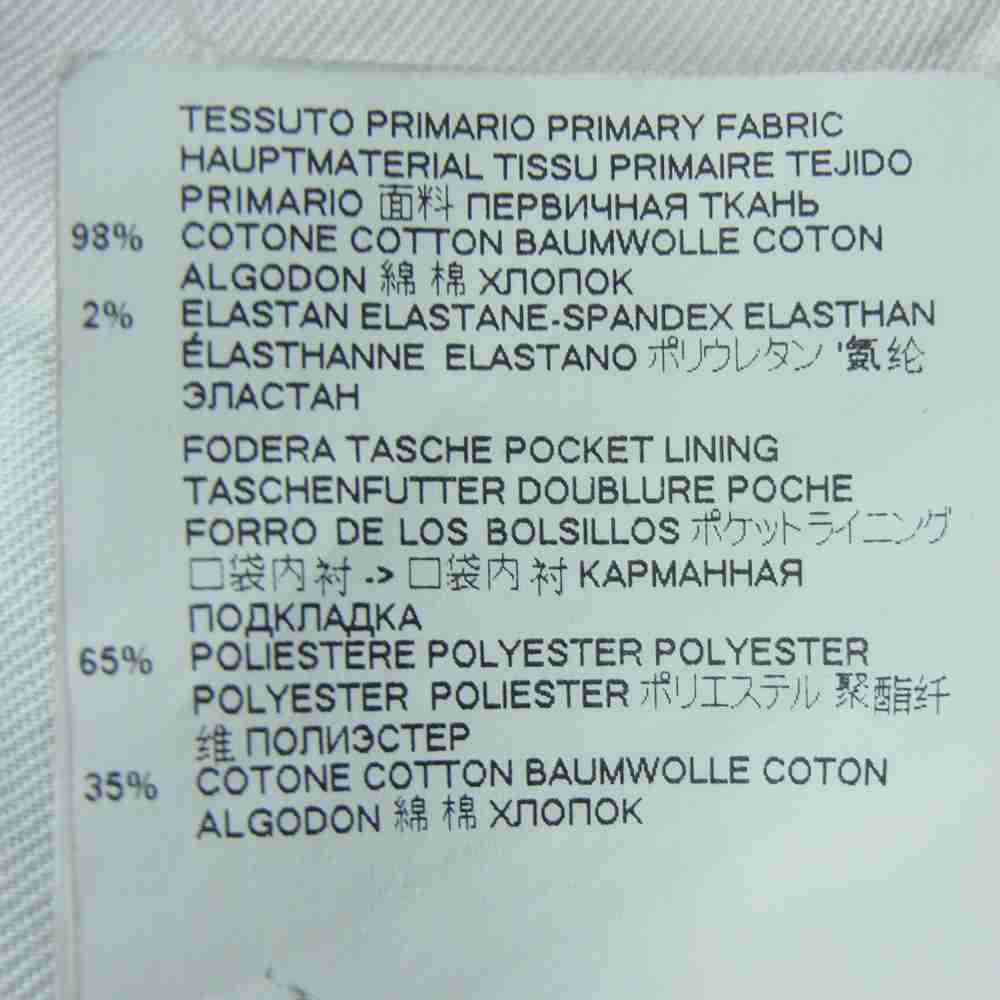 TESSUTO PRIMARIO PRIMARY FABRIC
HAUPTMATERIAL TISSU PRIMAIRE TEJIDO
PRIMARIO 面料 ПЕРВИЧНАЯ ТКАНЬ
98% COTONE COTTON BAUMWOLLE COTON
ALGODON 綿 棉 ХЛОПОК
2% ELASTAN ELASTANE-SPANDEX ELASTHAN
ÉLASTHANNE ELASTANO ポリウレタン '氨纶
ЭЛАСТАН
FODERA TASCHE POCKET LINING
TASCHENFUTTER DOUBLURE POCHE
FORRO DE LOS BOLSILLOS ポケットライニング
口袋内衬 -> 口袋内衬 КАРМАННАЯ
ПОДКЛАДКА
65% POLIESTERE POLYESTER POLYESTER
POLYESTER POLIESTER ポリエステル 聚酯纤
维 ПОЛИЭСТЕР
35% COTONE COTTON BAUMWOLLE COTON
ALGODON 綿 棉 ХЛОПОК